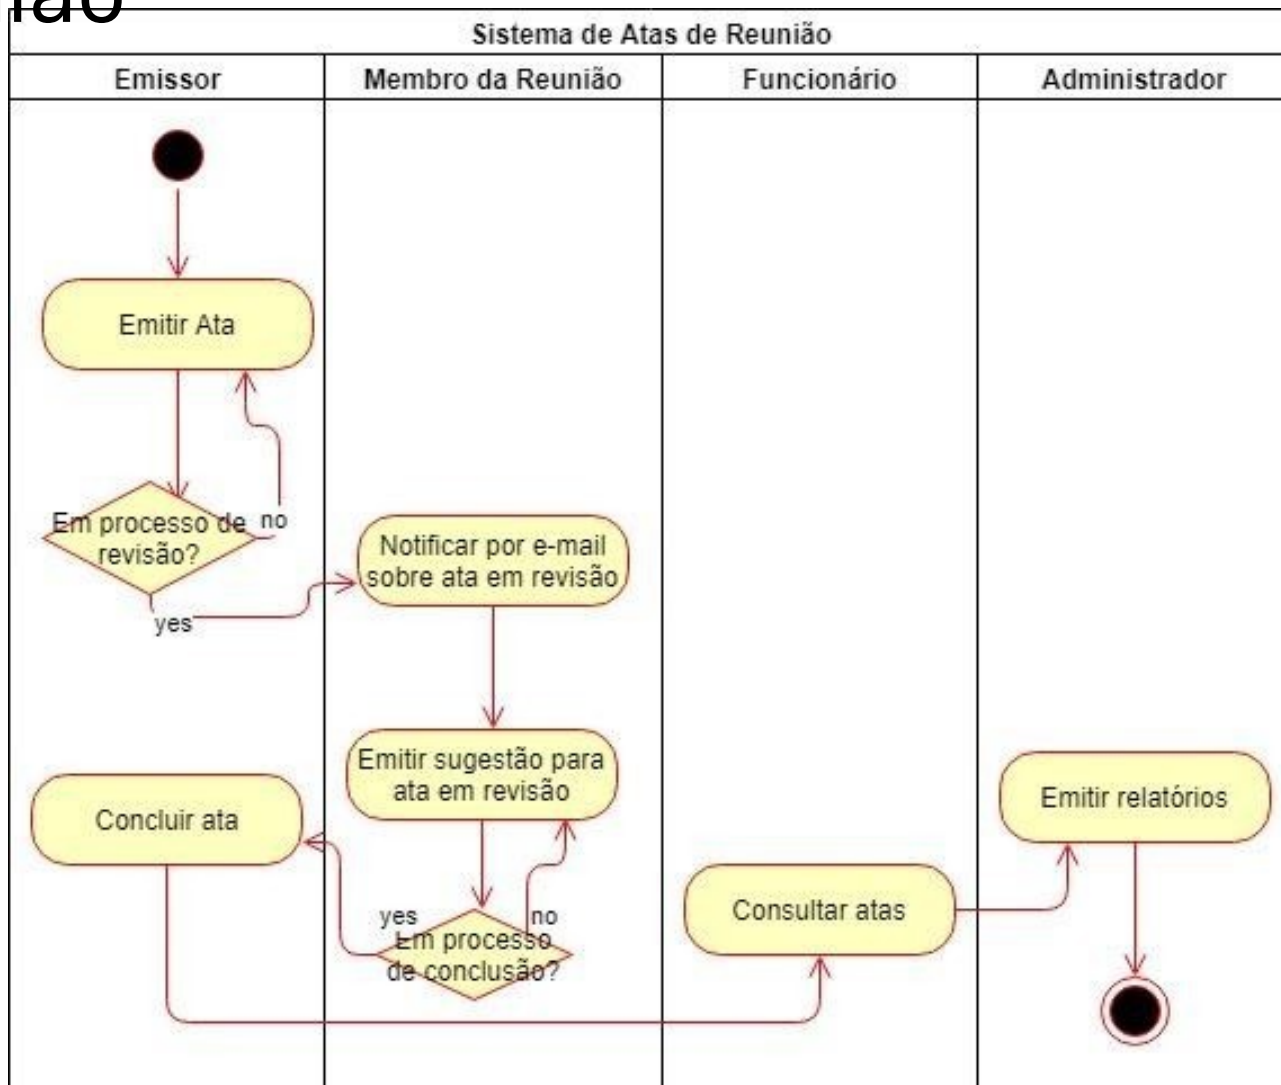 Sistema de Atas de Reunião
Emissor
Membro da Reunião
Funcionário
Administrador
Emitir Ata
Em processo de
revisão?
no
yes
Notificar por e-mail
sobre ata em revisão
Emitir sugestão para
ata em revisão
Concluir ata
yes
no
Em processo
de conclusão?
Consultar atas
Emitir relatórios